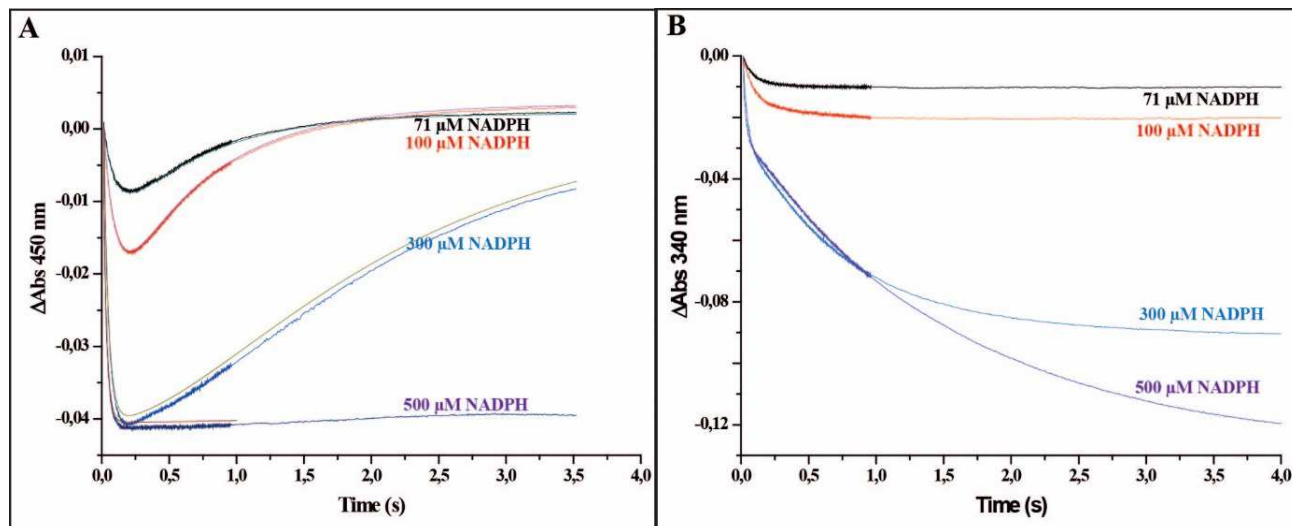 A
0,01
0,00
-0,01
-0,02
-0,03
-0,04
ΔAbs 450 nm
71 μM NADPH
100 μM NADPH
300 μM NADPH
500 μM NADPH
0,0 0,5 1,0 1,5 2,0 2,5 3,0 3,5 4,0
Time (s)
B
0,00
-0,04
-0,08
-0,12
ΔAbs 340 nm
71 μM NADPH
100 μM NADPH
300 μM NADPH
500 μM NADPH
0,0 0,5 1,0 1,5 2,0 2,5 3,0 3,5 4,0
Time (s)